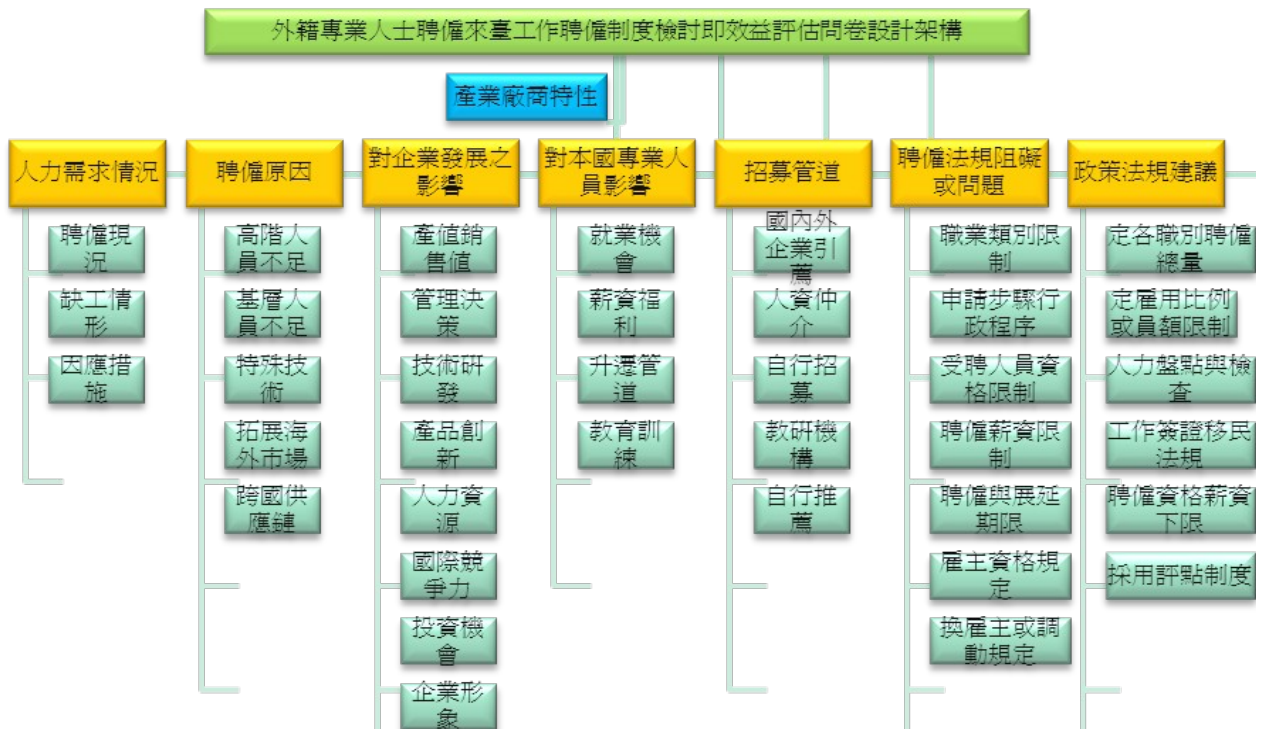 外籍專業人士聘僱來臺工作聘僱制度檢討即效益評估問卷設計架構
產業廠商特性
人力需求情況
聘僱現
況
缺工情
形
因應措
施
聘僱原因
高階人
員不足
基層人
員不足
特殊技
術
拓展海
外市場
跨國供
應鏈
對企業發展之
影響
產值銷
售值
管理決
策
技術研
發
產品創
新
人力資
源
國際競
爭力
投資機
會
企業形
象
對本國專業人
員影響
就業機
會
薪資福
利
升遷管
道
教育訓
練
招募管道
國內外
企業引
薦
人資仲
介
自行招
募
教研機
構
自行推
薦
聘僱法規阻礙
或問題
職業類別限
制
申請步驟行
政程序
受聘人員資
格限制
聘僱薪資限
制
聘僱與展延
期限
雇主資格規
定
換雇主或調
動規定
政策法規建議
定各職別聘僱
總量
定雇用比例
或員額限制
人力盤點與檢
查
工作簽證移民
法規
聘僱資格薪資
下限
採用評點制度